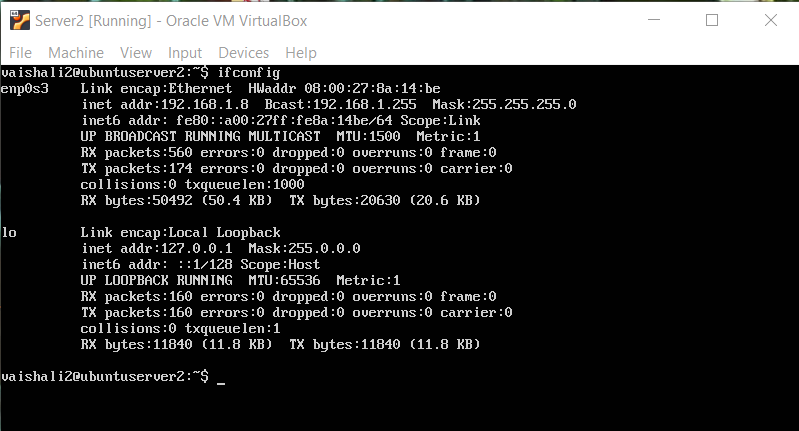 Server2 [Running] - Oracle VM VirtualBox
File Machine View Input Devices Help
vaishali2@ubuntuserver2:~$ ifconfig
enp0s3    Link encap:Ethernet  HWaddr 08:00:27:8a:14:be
          inet addr:192.168.1.8  Bcast:192.168.1.255  Mask:255.255.255.0
          inet6 addr: fe80::a00:27ff:fe8a:14be/64 Scope:Link
          UP BROADCAST RUNNING MULTICAST  MTU:1500  Metric:1
          RX packets:560 errors:0 dropped:0 overruns:0 frame:0
          TX packets:174 errors:0 dropped:0 overruns:0 carrier:0
          collisions:0 txqueuelen:1000
          RX bytes:50492 (50.4 KB)  TX bytes:20630 (20.6 KB)
lo        Link encap:Local Loopback
          inet addr:127.0.0.1  Mask:255.0.0.0
          inet6 addr: ::1/128 Scope:Host
          UP LOOPBACK RUNNING  MTU:65536  Metric:1
          RX packets:160 errors:0 dropped:0 overruns:0 frame:0
          TX packets:160 errors:0 dropped:0 overruns:0 carrier:0
          collisions:0 txqueuelen:1
          RX bytes:11840 (11.8 KB)  TX bytes:11840 (11.8 KB)
vaishali2@ubuntuserver2:~$ _